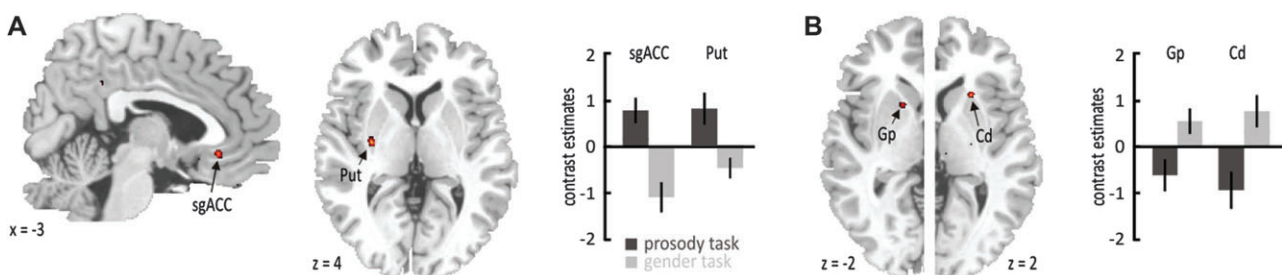 A
sgACC
x = -3
Put
z = 4
sgACC Put
contrast estimates
2
1
0
-1
-2
prosody task
gender task
B
Gp
Cd
z = -2
z = 2
Gp Cd
contrast estimates
2
1
0
-1
-2